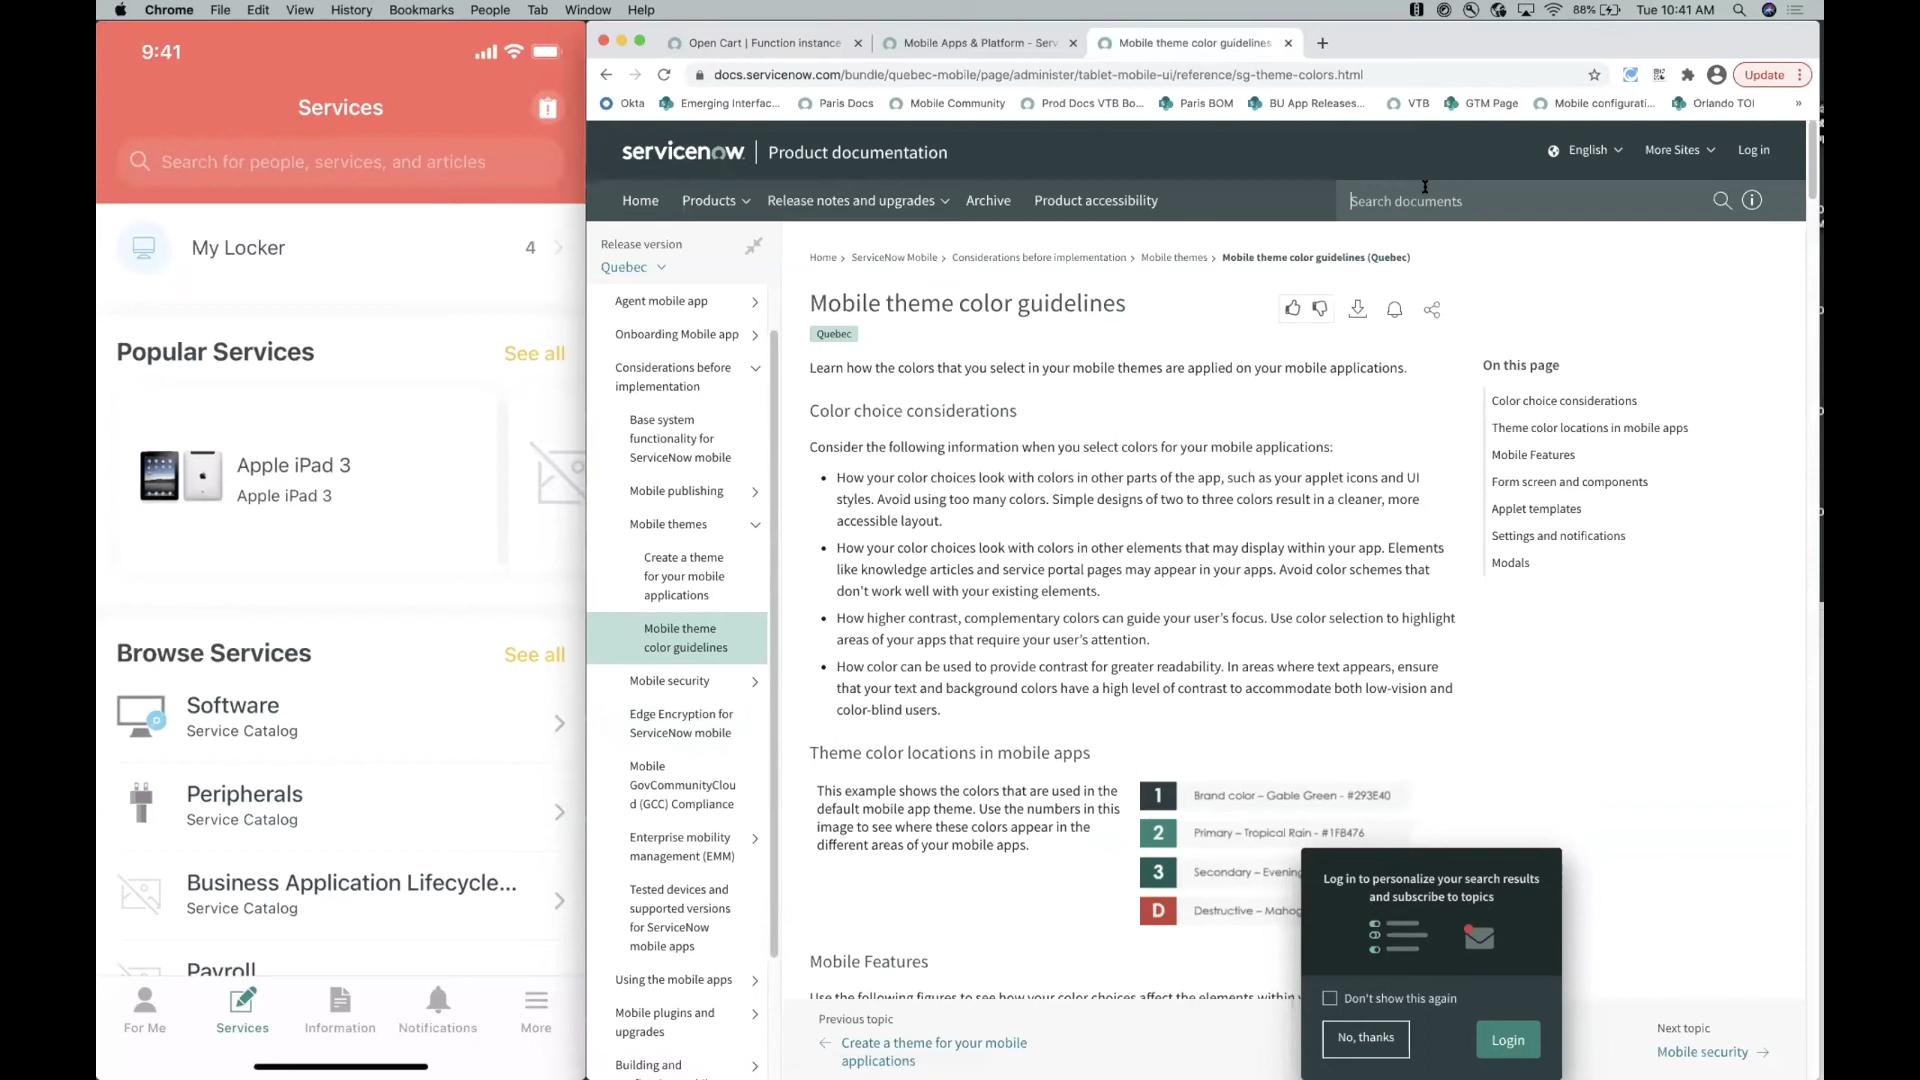 Chrome File Edit View History Bookmarks People Tab Window Help
88% Tue 10:41 AM
9:41
Services
Search for people, services, and articles
My Locker 4
Popular Services See all
Apple iPad 3
Apple iPad 3
Browse Services See all
Software
Service Catalog
Peripherals
Service Catalog
Business Application Lifecycle...
Service Catalog
Payroll
For Me Services Information Notifications More
Open Cart | Function instance Mobile Apps & Platform - Serv Mobile theme color guidelines
docs.servicenow.com/bundle/quebec-mobile/page/administer/tablet-mobile-ui/reference/sg-theme-colors.html
Update
Okta Emerging Interfac... Paris Docs Mobile Community Prod Docs VTB Bo... Paris BOM BU App Releases... VTB GTM Page Mobile configurati... Orlando TOI »
servicenow Product documentation
English More Sites Log in
Home Products Release notes and upgrades Archive Product accessibility
Search documents
Release version
Quebec
Agent mobile app
Onboarding Mobile app
Considerations before
implementation
Base system
functionality for
ServiceNow mobile
Mobile publishing
Mobile themes
Create a theme
for your mobile
applications
Mobile theme
color guidelines
Mobile security
Edge Encryption for
ServiceNow mobile
Mobile
GovCommunityClou
d (GCC) Compliance
Enterprise mobility
management (EMM)
Tested devices and
supported versions
for ServiceNow
mobile apps
Using the mobile apps
Mobile plugins and
upgrades
Building and
Home > ServiceNow Mobile > Considerations before implementation > Mobile themes > Mobile theme color guidelines (Quebec)
Mobile theme color guidelines
Quebec
Learn how the colors that you select in your mobile themes are applied on your mobile applications.
Color choice considerations
Consider the following information when you select colors for your mobile applications:
• How your color choices look with colors in other parts of the app, such as your applet icons and UI
styles. Avoid using too many colors. Simple designs of two to three colors result in a cleaner, more
accessible layout.
• How your color choices look with colors in other elements that may display within your app. Elements
like knowledge articles and service portal pages may appear in your apps. Avoid color schemes that
don't work well with your existing elements.
• How higher contrast, complementary colors can guide your user's focus. Use color selection to highlight
areas of your apps that require your user's attention.
• How color can be used to provide contrast for greater readability. In areas where text appears, ensure
that your text and background colors have a high level of contrast to accommodate both low-vision and
color-blind users.
Theme color locations in mobile apps
This example shows the colors that are used in the
default mobile app theme. Use the numbers in this
image to see where these colors appear in the
different areas of your mobile apps.
1 Brand color – Gable Green - #293E40
2 Primary – Tropical Rain - #1F8476
3 Secondary – Evening
D Destructive – Mahog
Mobile Features
Use the following figures to see how your color choices affect the elements within
Previous topic
Create a theme for your mobile
applications
Next topic
Mobile security
On this page
Color choice considerations
Theme color locations in mobile apps
Mobile Features
Form screen and components
Applet templates
Settings and notifications
Modals
Log in to personalize your search results
and subscribe to topics
Don't show this again
No, thanks Login